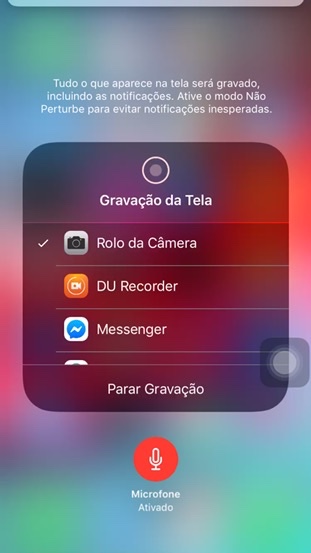 Tudo o que aparece na tela será gravado,
incluindo as notificações. Ative o modo Não
Perturbe para evitar notificações inesperadas.
Gravação da Tela
Rolo da Câmera
DU Recorder
Messenger
Parar Gravação
Microfone
Ativado